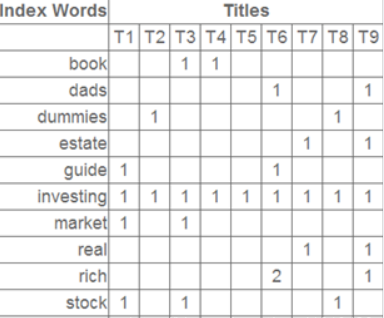 Index Words Titles
T1 T2 T3 T4 T5 T6 T7 T8 T9
book 1 1
dads 1 1
dummies 1 1
estate 1 1
guide 1 1
investing 1 1 1 1 1 1 1 1 1
market 1 1
real 1 1
rich 2 1
stock 1 1 1